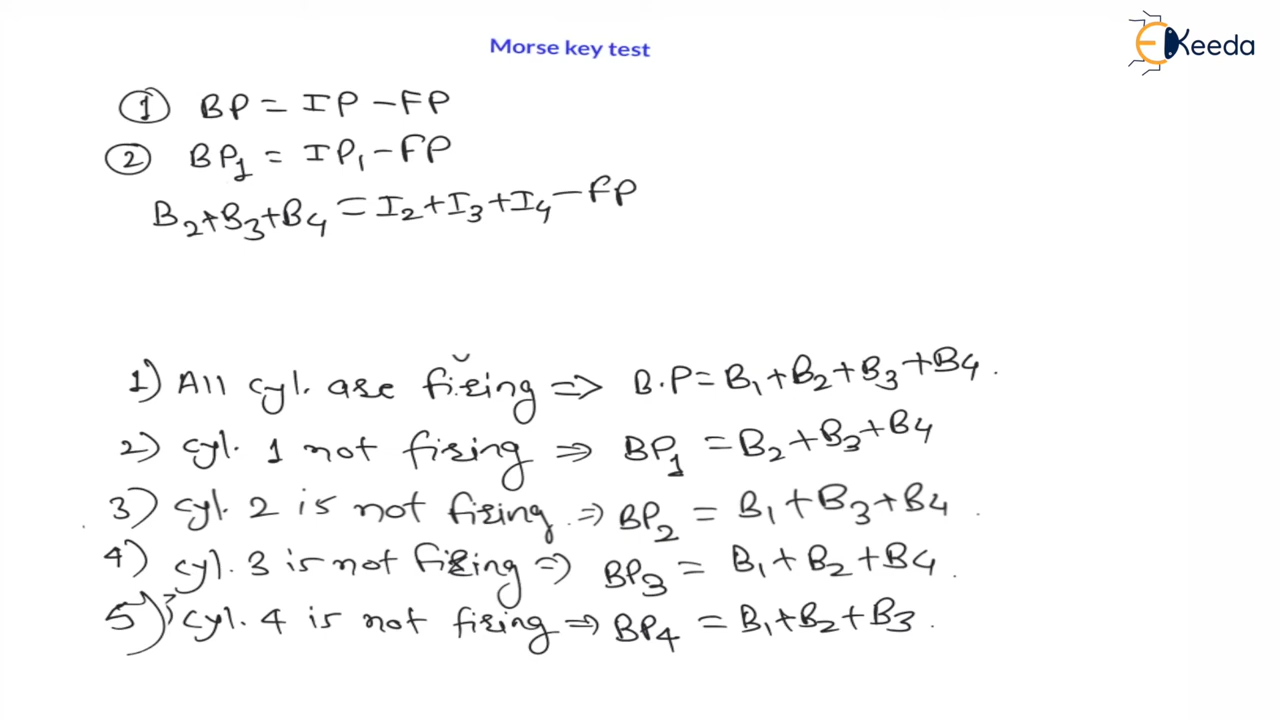 Morse key test
Keeda
① BP = IP - FP
② BP₁ = IP₁ - FP
B₂+B₃+B₄ = I₂+I₃+I₄ - FP
1) All cyl. are firing => B.P = B₁+B₂+B₃+B₄.
2) cyl. 1 not firing => BP₁ = B₂+B₃+B₄
3) cyl. 2 is not firing => BP₂ = B₁+B₃+B₄.
4) cyl. 3 is not firing => BP₃ = B₁+B₂+B₄.
5) cyl. 4 is not firing => BP₄ = B₁+B₂+B₃.